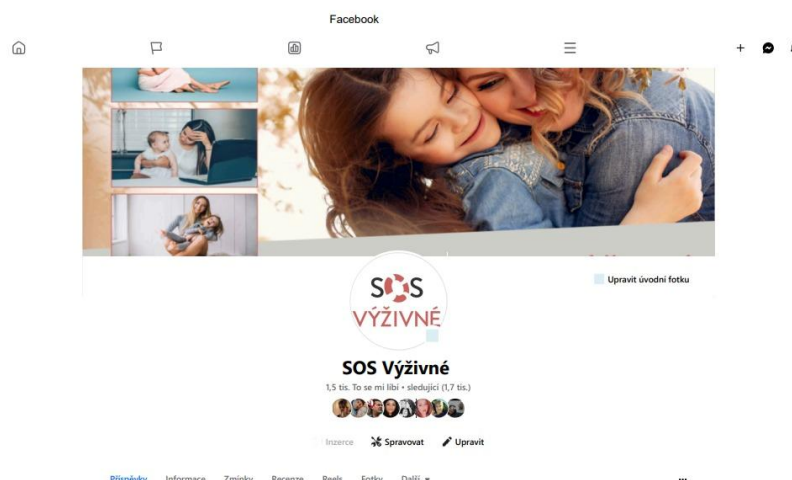 Facebook
Upravit úvodní fotku
SOS
VÝŽIVNÉ
SOS Výživné
1,5 tis. To se mi líbí • sledující (1,7 tis.)
Inzerce Spravovat Upravit
Příspěvky Informace Zmínky Recenze Reels Fotky Další